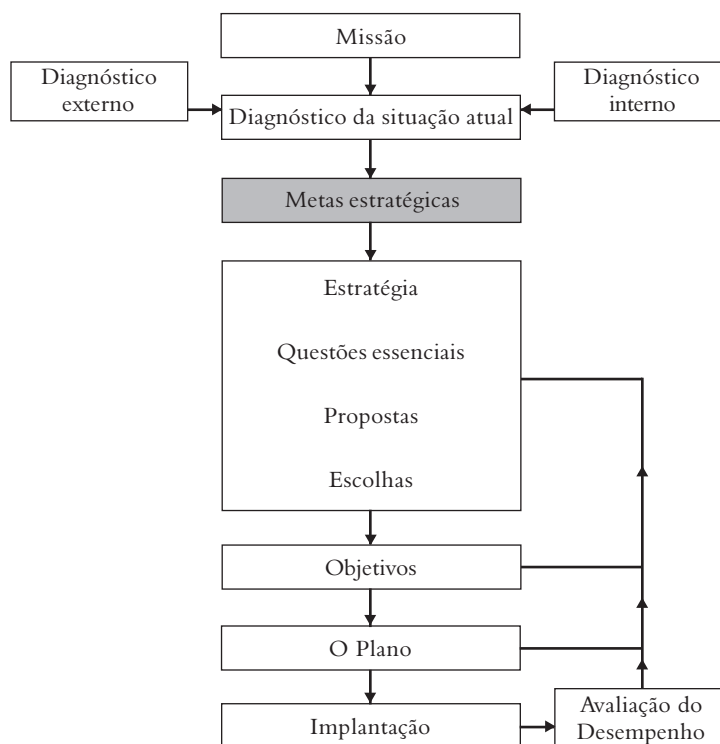 Missão
Diagnóstico
externo
Diagnóstico
interno
Diagnóstico da situação atual
Metas estratégicas
Estratégia
Questões essenciais
Propostas
Escolhas
Objetivos
O Plano
Implantação
Avaliação do
Desempenho